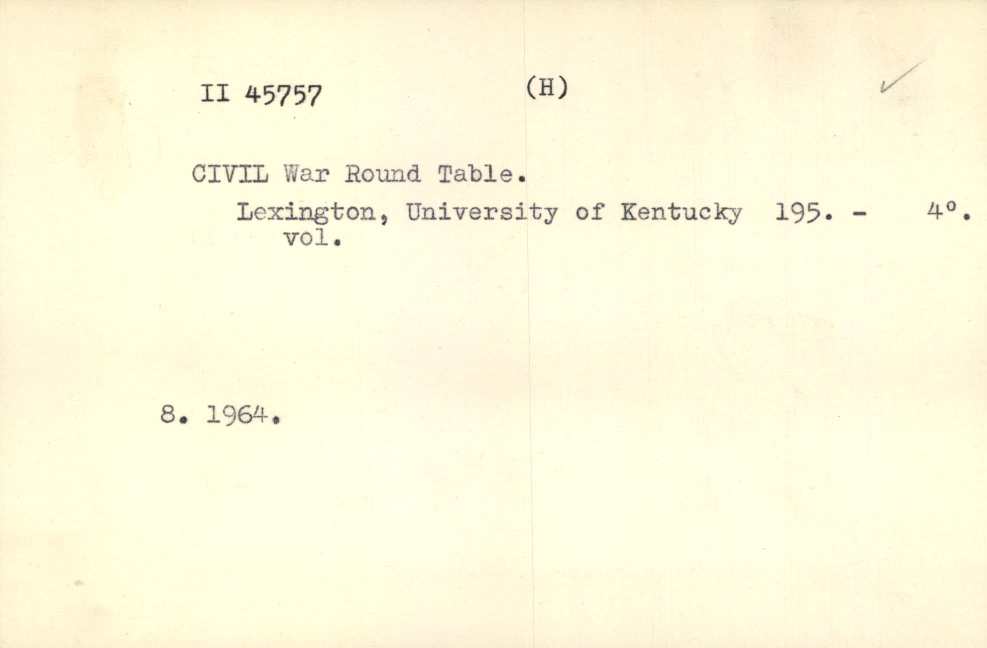 II 45757 (H)
CIVIL War Round Table.
Lexington, University of Kentucky 195. - 4°.
vol.
8. 1964.